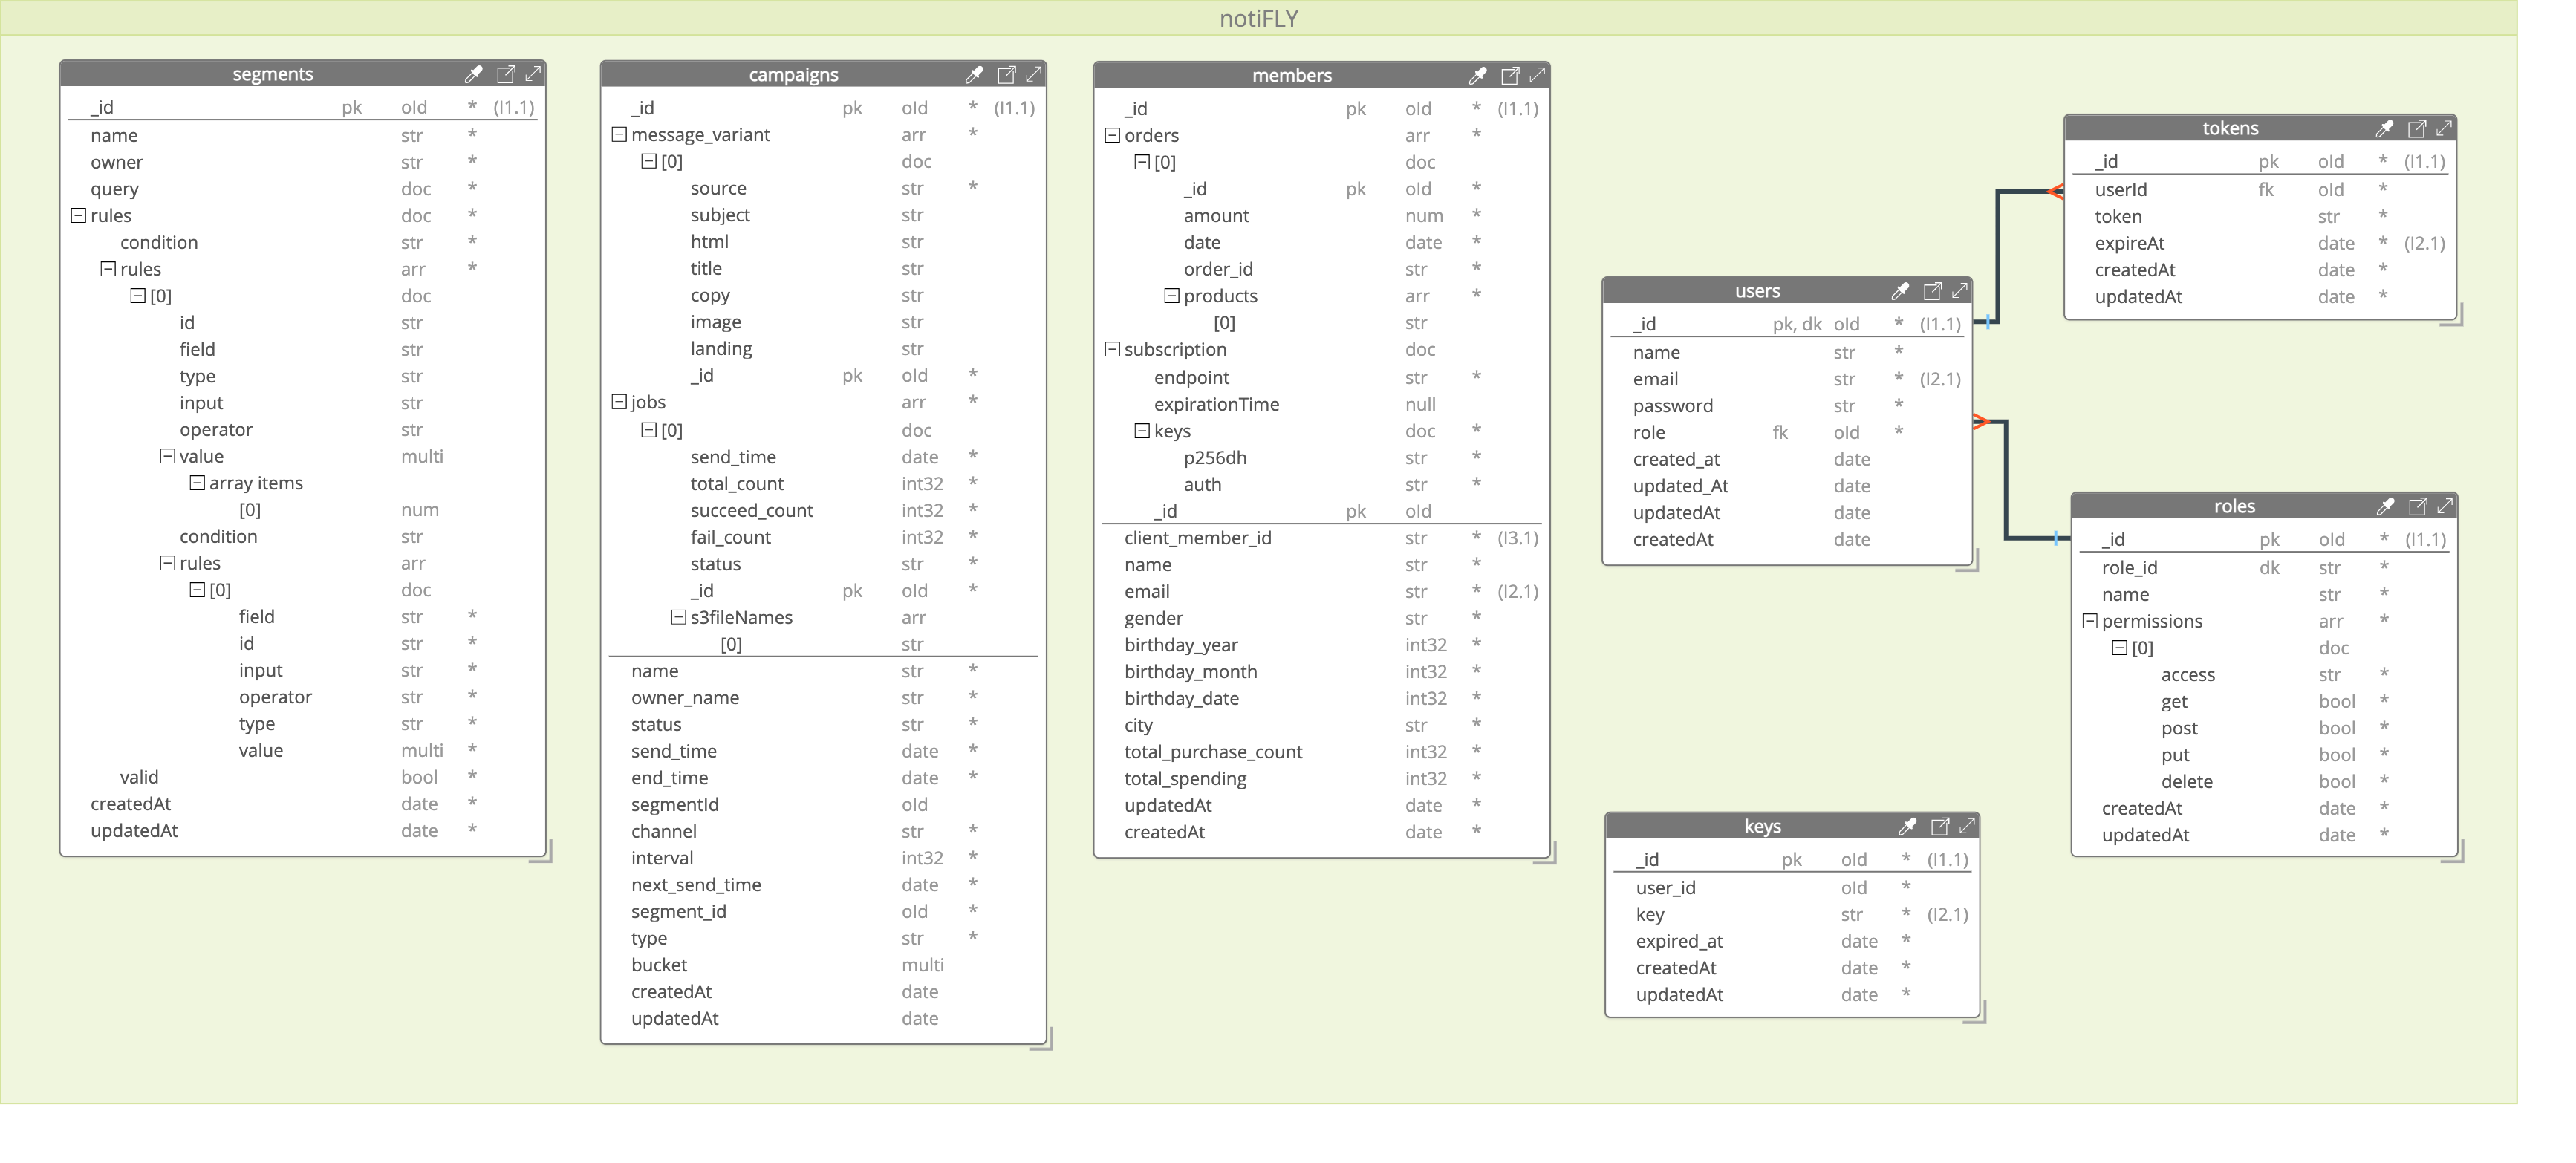 notiFLY
segments
_id pk oId * (I1.1)
name str *
owner str *
query doc *
rules doc *
condition str *
rules arr *
[0] doc
id str
field str
type str
input str
operator str
value multi
array items
[0] num
condition str
rules arr
[0] doc
field str *
id str *
input str *
operator str *
type str *
value multi *
valid bool *
createdAt date *
updatedAt date *
campaigns
_id pk oId * (I1.1)
message_variant arr *
[0] doc
source str *
subject str
html str
title str
copy str
image str
landing str
_id pk oId *
jobs arr *
[0] doc
send_time date *
total_count int32 *
succeed_count int32 *
fail_count int32 *
status str *
_id pk oId *
s3fileNames arr
[0] str
name str *
owner_name str *
status str *
send_time date *
end_time date *
segmentId oId
channel str *
interval int32 *
next_send_time date *
segment_id oId *
type str *
bucket multi
createdAt date
updatedAt date
members
_id pk oId * (I1.1)
orders arr *
[0] doc
_id pk oId *
amount num *
date date *
order_id str *
products arr *
[0] str
subscription doc
endpoint str *
expirationTime null
keys doc *
p256dh str *
auth str *
_id pk oId
client_member_id str * (I3.1)
name str *
email str * (I2.1)
gender str *
birthday_year int32 *
birthday_month int32 *
birthday_date int32 *
city str *
total_purchase_count int32 *
total_spending int32 *
updatedAt date *
createdAt date *
users
_id pk, dk oId * (I1.1)
name str *
email str * (I2.1)
password str *
role fk oId *
created_at date
updated_At date
updatedAt date
createdAt date
keys
_id pk oId * (I1.1)
user_id oId *
key str * (I2.1)
expired_at date *
createdAt date *
updatedAt date *
tokens
_id pk oId * (I1.1)
userId fk oId *
token str *
expireAt date * (I2.1)
createdAt date *
updatedAt date *
roles
_id pk oId * (I1.1)
role_id dk str *
name str *
permissions arr *
[0] doc
access str *
get bool *
post bool *
put bool *
delete bool *
createdAt date *
updatedAt date *